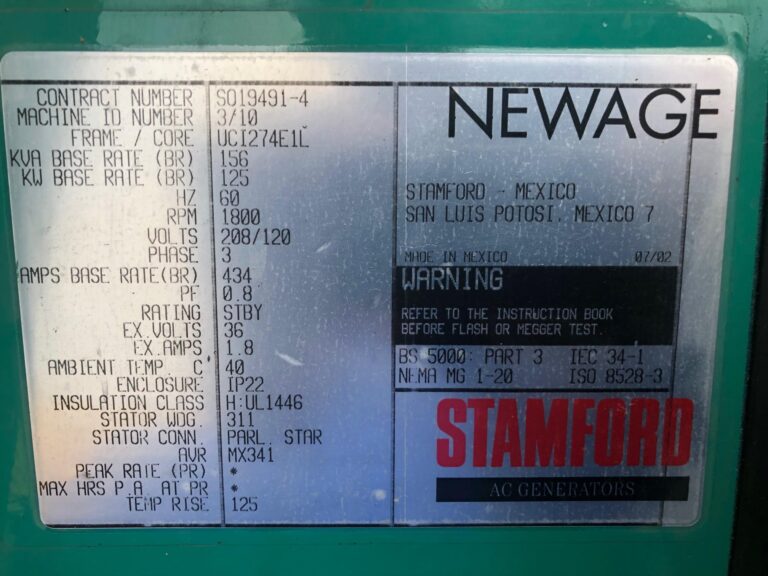 CONTRACT NUMBER SO19491-4
MACHINE ID NUMBER 3/10
FRAME / CORE UCI274E1L
KVA BASE RATE (BR) 156
KW BASE RATE (BR) 125
HZ 60
RPM 1800
VOLTS 208/120
PHASE 3
AMPS BASE RATE(BR) 434
PF 0.8
RATING STBY
EX.VOLTS 36
EX.AMPS 1.8
AMBIENT TEMP. C 40
ENCLOSURE IP22
INSULATION CLASS H:UL1446
STATOR WDG. 311
STATOR CONN. PARL. STAR
AVR MX341
PEAK RATE (PR) *
MAX HRS P.A. AT PR *
TEMP RISE 125
NEWAGE
STAMFORD - MEXICO
SAN LUIS POTOSI. MEXICO 7
MADE IN MEXICO 07/02
WARNING
REFER TO THE INSTRUCTION BOOK
BEFORE FLASH OR MEGGER TEST.
BS 5000: PART 3 IEC 34-1
NEMA MG 1-20 ISO 8528-3
STAMFORD
AC GENERATORS